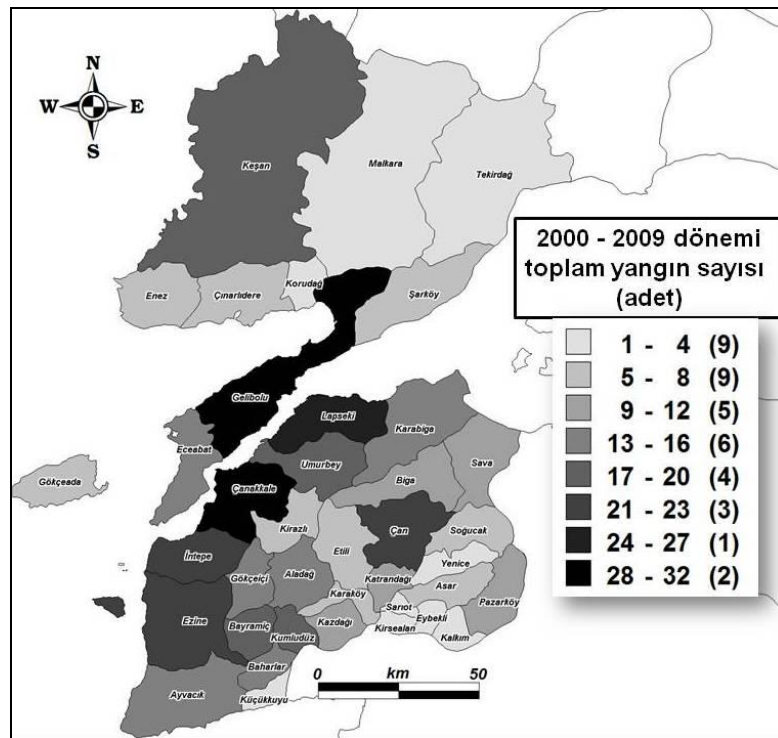 N
W E
S
Keşan
Malkara
Tekirdağ
Enez
Çınarlıdere
Korudağ
Şarköy
2000 - 2009 dönemi
toplam yangın sayısı
(adet)
1 - 4 (9)
5 - 8 (9)
9 - 12 (5)
13 - 16 (6)
17 - 20 (4)
21 - 23 (3)
24 - 27 (1)
28 - 32 (2)
Gelibolu
Lapseki
Karabiga
Eceabat
Umurbey
Sava
Gökçeada
Çanakkale
Biga
Kirazlı
Çan
Soğucak
İntepe
Etili
Yenice
Gökçeiçi
Aladağ
Katrandağı
Asar
Karaköy
Sarıot
Pazarköy
Ezine
Bayramiç
Kumludüz
Kazdağı
Kirsealan
Eybekli
Kalkım
Baharlar
Ayvacık
Küçükkuyu
0 km 50